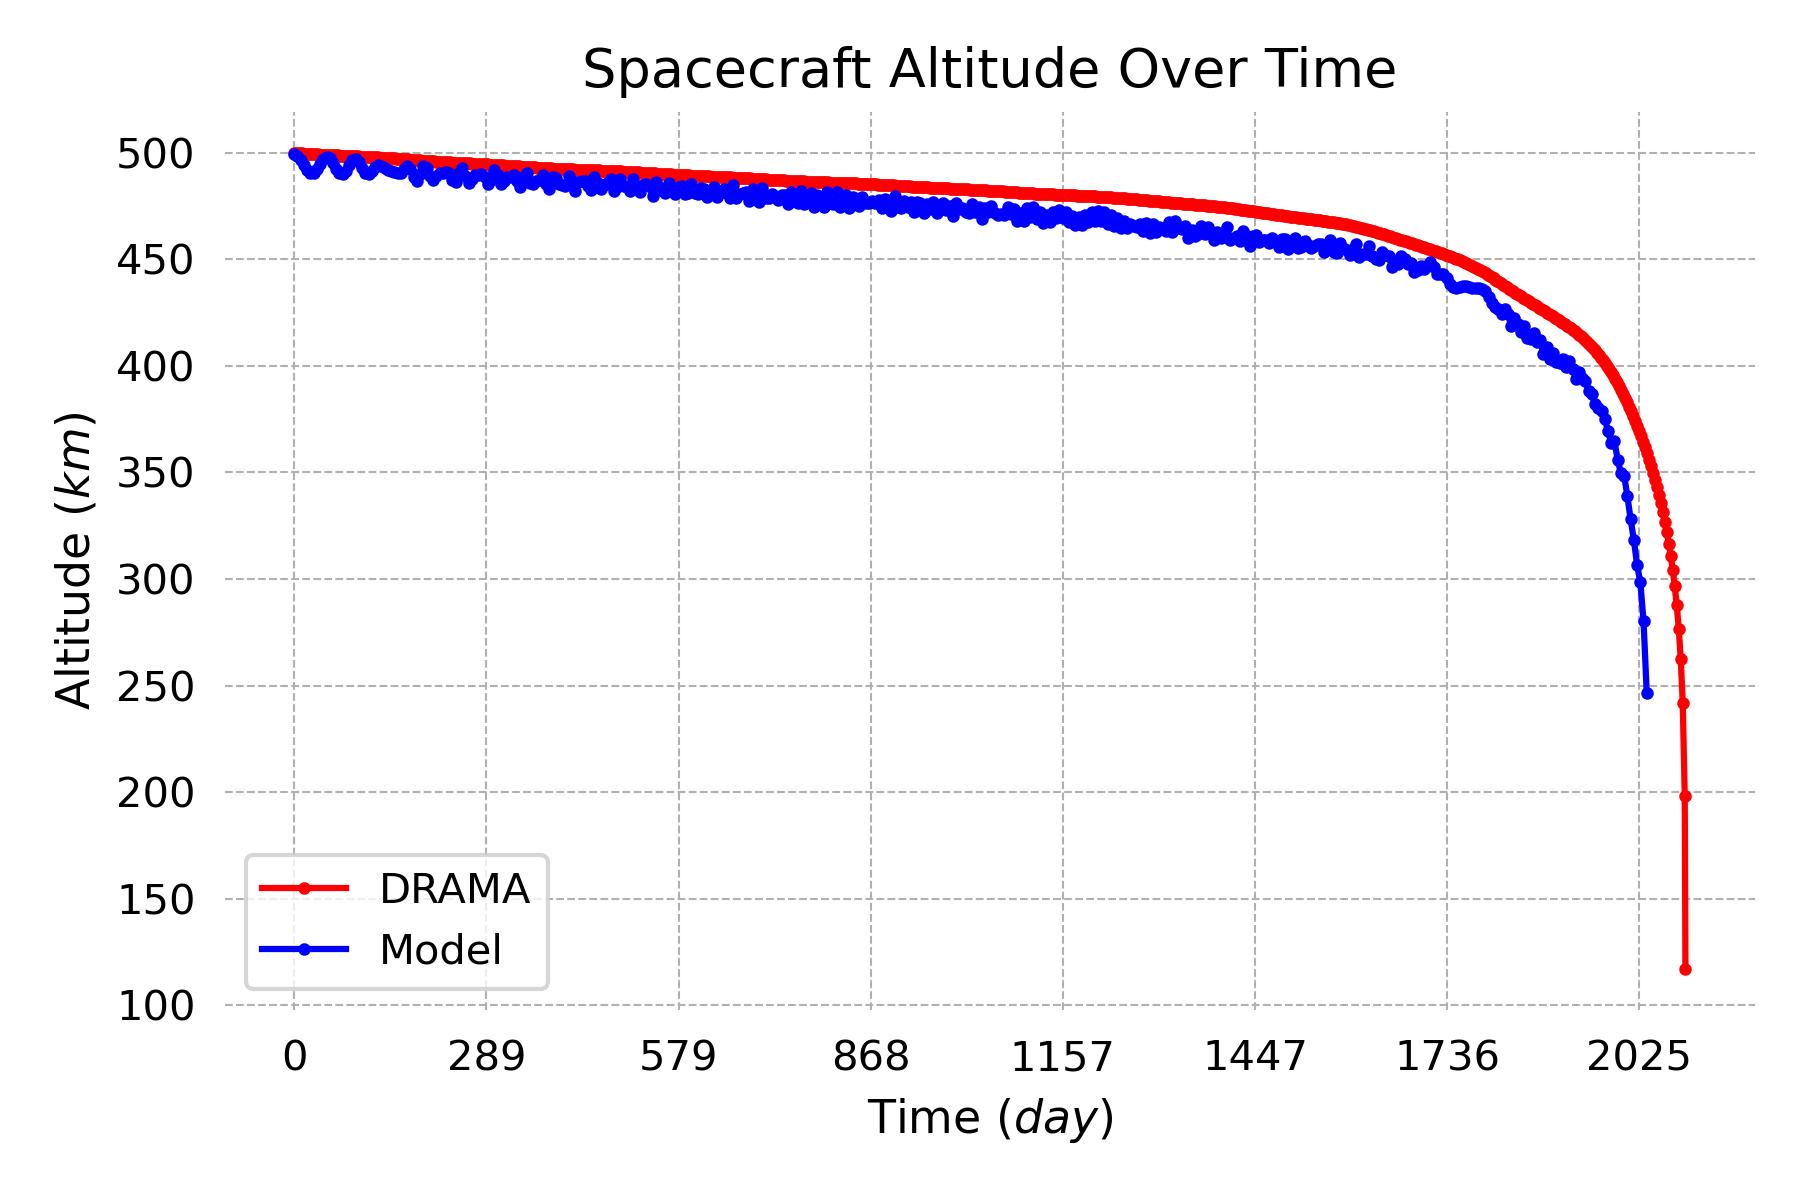 Spacecraft Altitude Over Time
Altitude (km)
500
450
400
350
300
250
200
150
100
DRAMA
Model
0 289 579 868 1157 1447 1736 2025
Time (day)